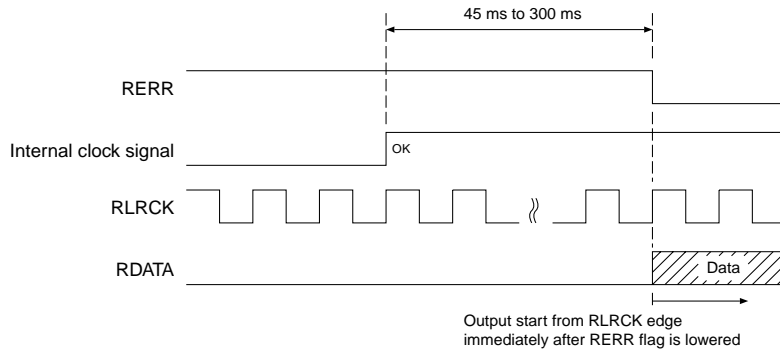 45 ms to 300 ms
RERR
Internal clock signal
OK
RLRCK
RDATA
Data
Output start from RLRCK edge
immediately after RERR flag is lowered